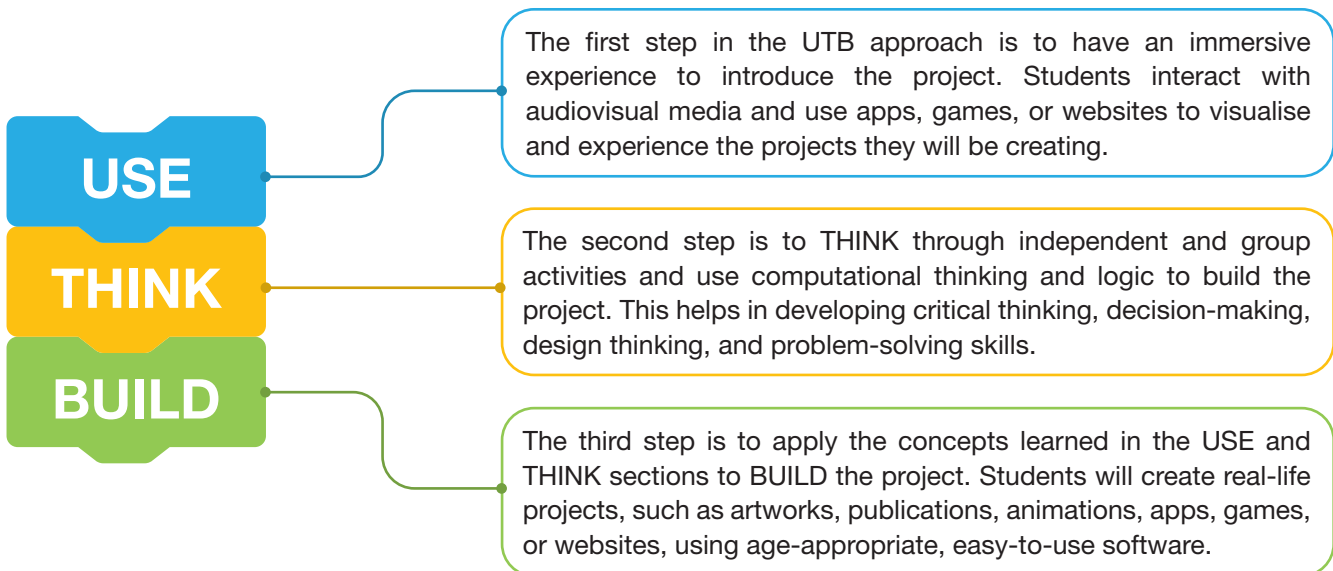 USE
The first step in the UTB approach is to have an immersive
experience to introduce the project. Students interact with
audiovisual media and use apps, games, or websites to visualise
and experience the projects they will be creating.
THINK
The second step is to THINK through independent and group
activities and use computational thinking and logic to build the
project. This helps in developing critical thinking, decision-making,
design thinking, and problem-solving skills.
BUILD
The third step is to apply the concepts learned in the USE and
THINK sections to BUILD the project. Students will create real-life
projects, such as artworks, publications, animations, apps, games,
or websites, using age-appropriate, easy-to-use software.